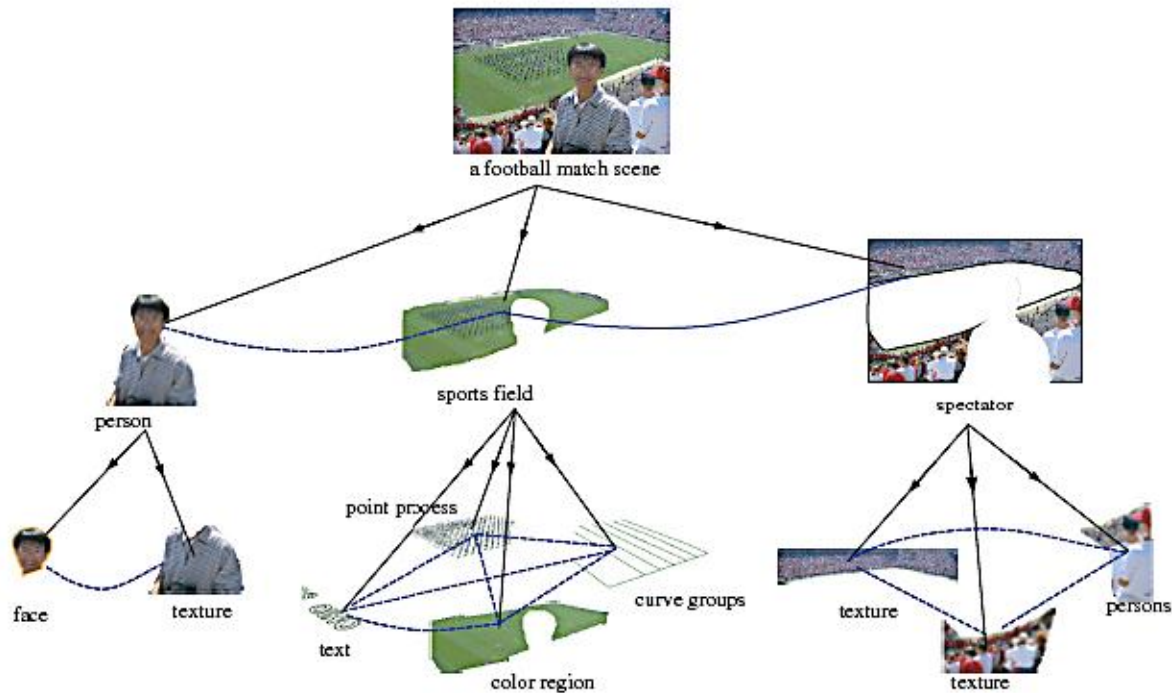 a football match scene
sports field
person
spectator
point process
face
texture
curve groups
texture
persons
text
color region
texture